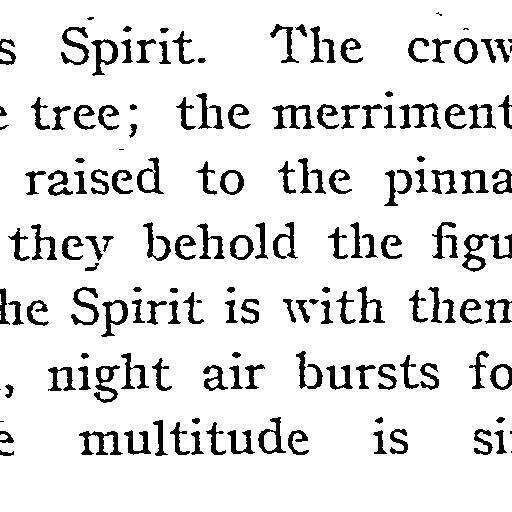 s Spirit. The crow
e tree; the merriment
raised to the pinna
they behold the figu
he Spirit is with them
, night air bursts fo
e multitude is si